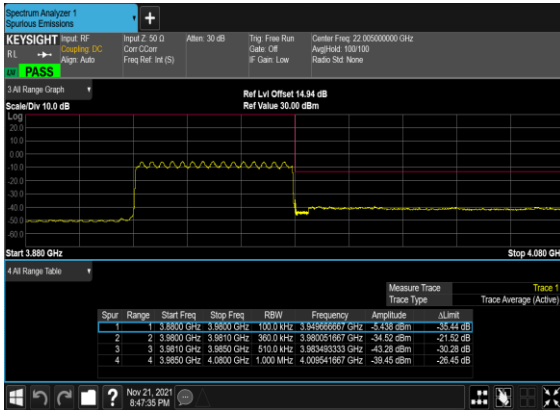 Spectrum Analyzer 1
Spurious Emissions
KEYSIGHT Input: RF Input Z: 50 Ω Atten: 30 dB Trig: Free Run Center Freq: 22.005000000 GHz
RL Coupling: DC Corr CCorr Gate: Off Avg|Hold: 100/100
Align: Auto Freq Ref: Int (S) IF Gain: Low Radio Std: None
PASS
3 All Range Graph
Ref Lvl Offset 14.94 dB
Scale/Div 10.0 dB Ref Value 30.00 dBm
Log
20.0
10.0
0.00
-10.0
-20.0
-30.0
-40.0
-50.0
-60.0
Start 3.880 GHz Stop 4.080 GH
4 All Range Table
Measure Trace Trace 1
Trace Type Trace Average (Active)
Spur Range Start Freq Stop Freq RBW Frequency Amplitude ΔLimit
1 1 3.8800 GHz 3.9800 GHz 100.0 kHz 3.949666667 GHz -5.438 dBm -35.44 dB
2 2 3.9800 GHz 3.9810 GHz 360.0 kHz 3.980051667 GHz -34.52 dBm -21.52 dB
3 3 3.9810 GHz 3.9850 GHz 510.0 kHz 3.983493333 GHz -43.28 dBm -30.28 dB
4 4 3.9850 GHz 4.0800 GHz 1.000 MHz 4.009541667 GHz -39.45 dBm -26.45 dB
Nov 21, 2021
8:47:35 PM